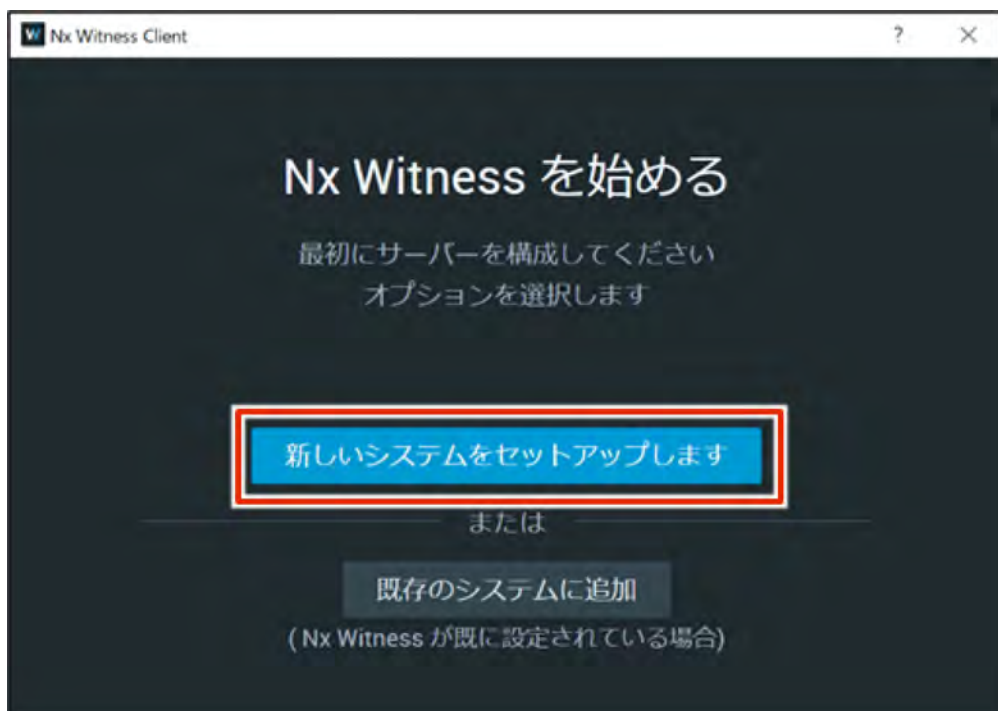 Nx Witness Client
Nx Witness を始める
最初にサーバーを構成してください
オプションを選択します
新しいシステムをセットアップします
または
既存のシステムに追加
( Nx Witness が既に設定されている場合)